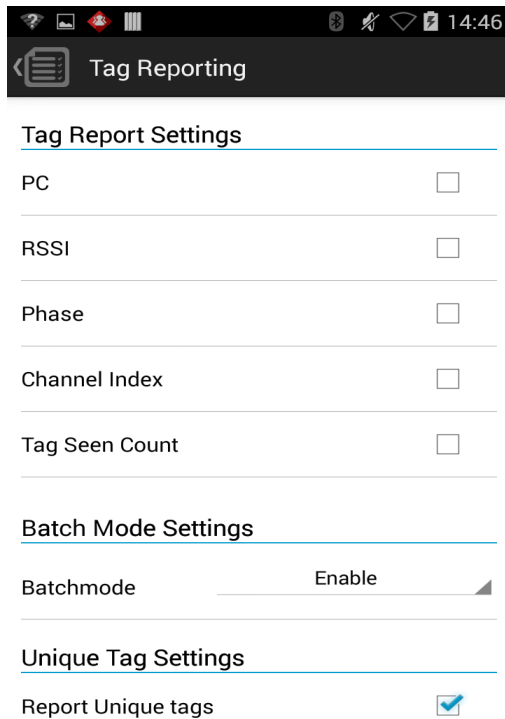 14:46
Tag Reporting
Tag Report Settings
PC
RSSI
Phase
Channel Index
Tag Seen Count
Batch Mode Settings
Batchmode Enable
Unique Tag Settings
Report Unique tags